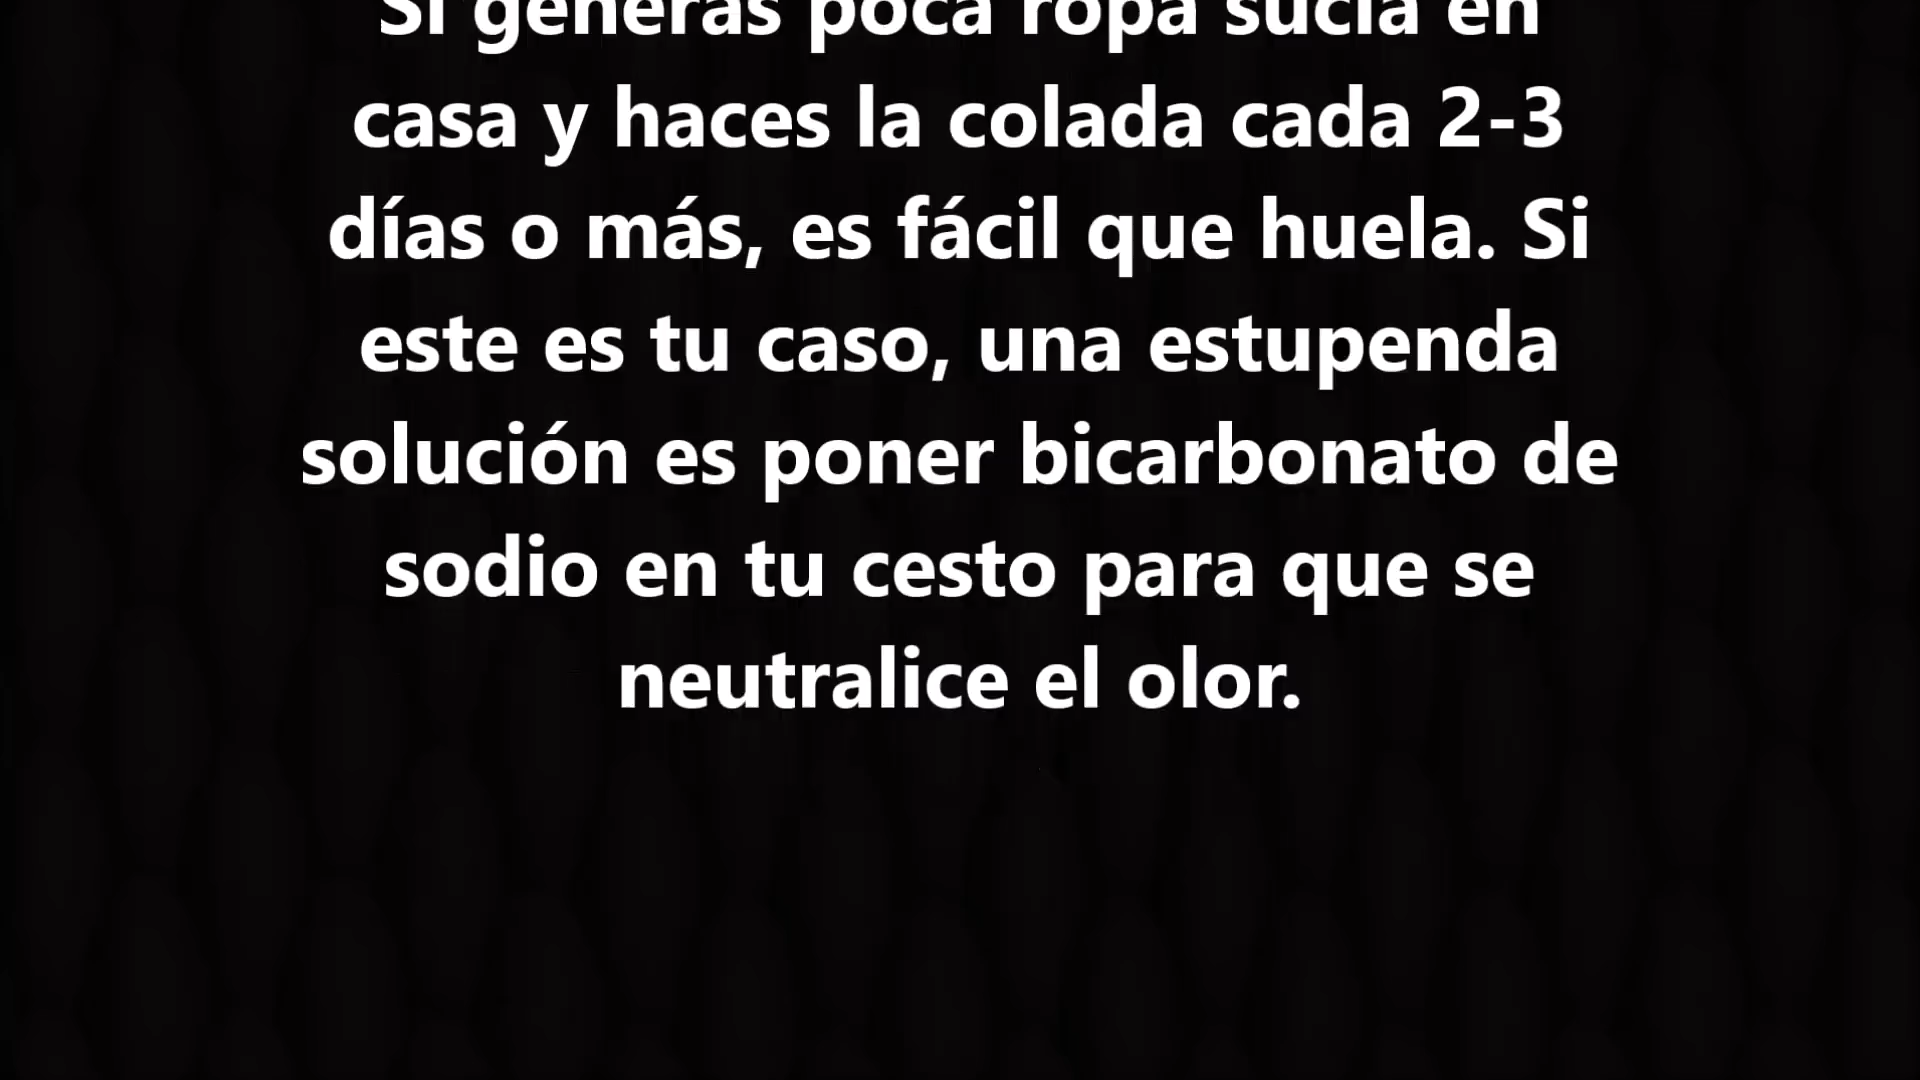 Si generas poca ropa sucia en
casa y haces la colada cada 2-3
días o más, es fácil que huela. Si
este es tu caso, una estupenda
solución es poner bicarbonato de
sodio en tu cesto para que se
neutralice el olor.